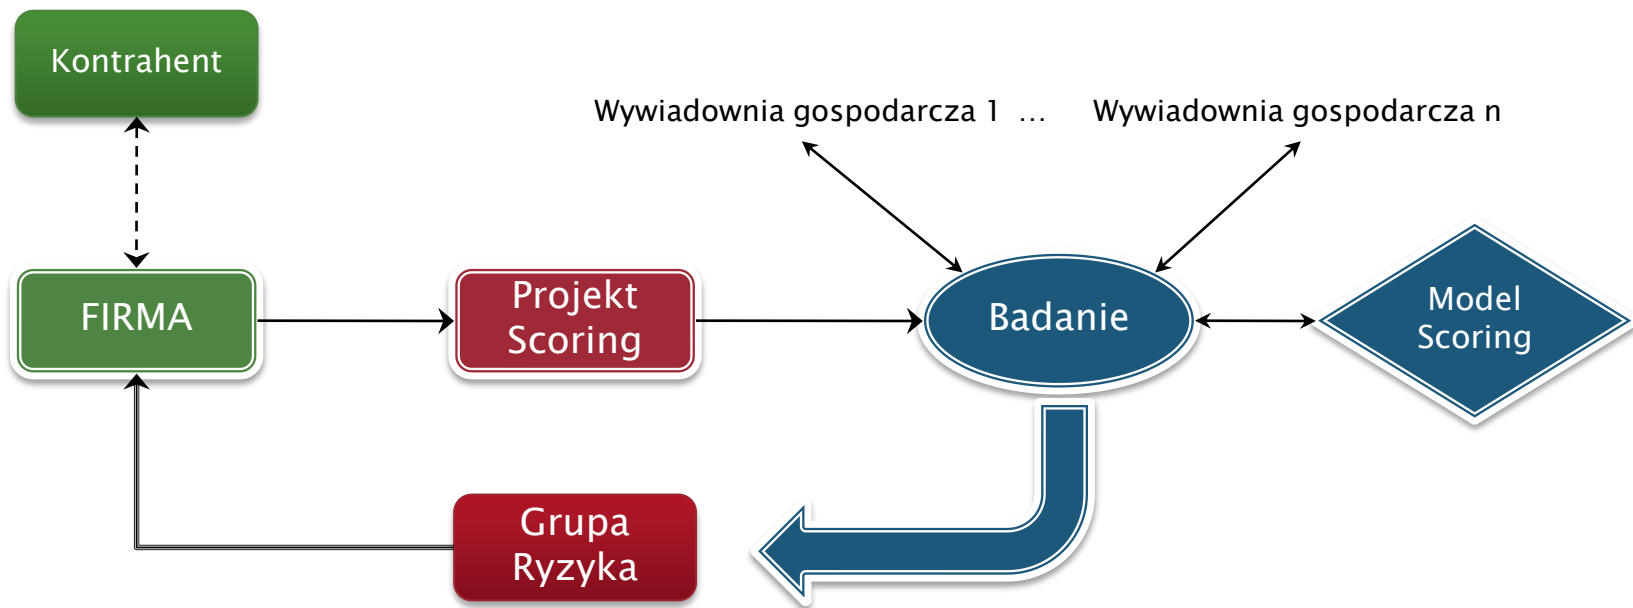 Kontrahent
Wywiadownia gospodarcza 1 ... Wywiadownia gospodarcza n
FIRMA
Projekt
Scoring
Badanie
Model
Scoring
Grupa
Ryzyka